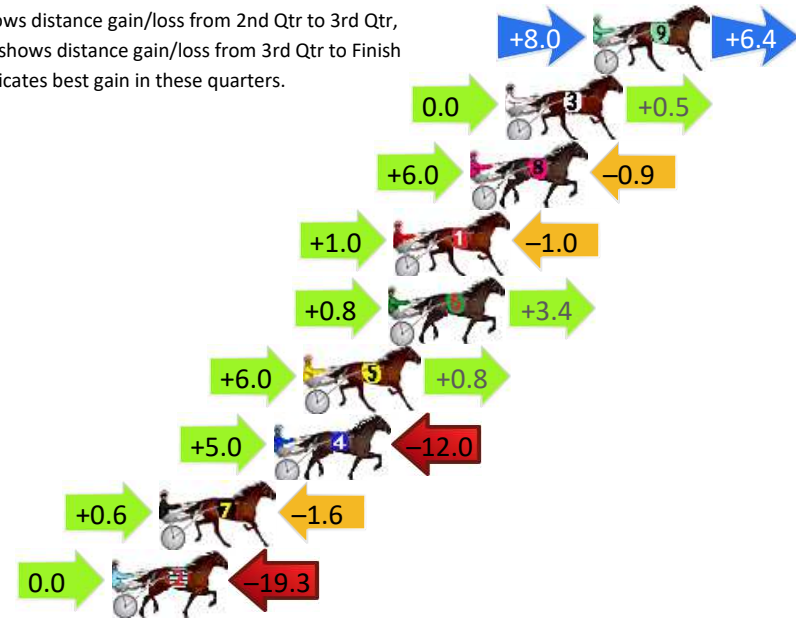 ows distance gain/loss from 2nd Qtr to 3rd Qtr,
shows distance gain/loss from 3rd Qtr to Finish
icates best gain in these quarters.
+8.0 9 +6.4
0.0 3 +0.5
+6.0 8 –0.9
+1.0 1 –1.0
+0.8 6 +3.4
+6.0 5 +0.8
+5.0 4 –12.0
+0.6 7 –1.6
0.0 2 –19.3